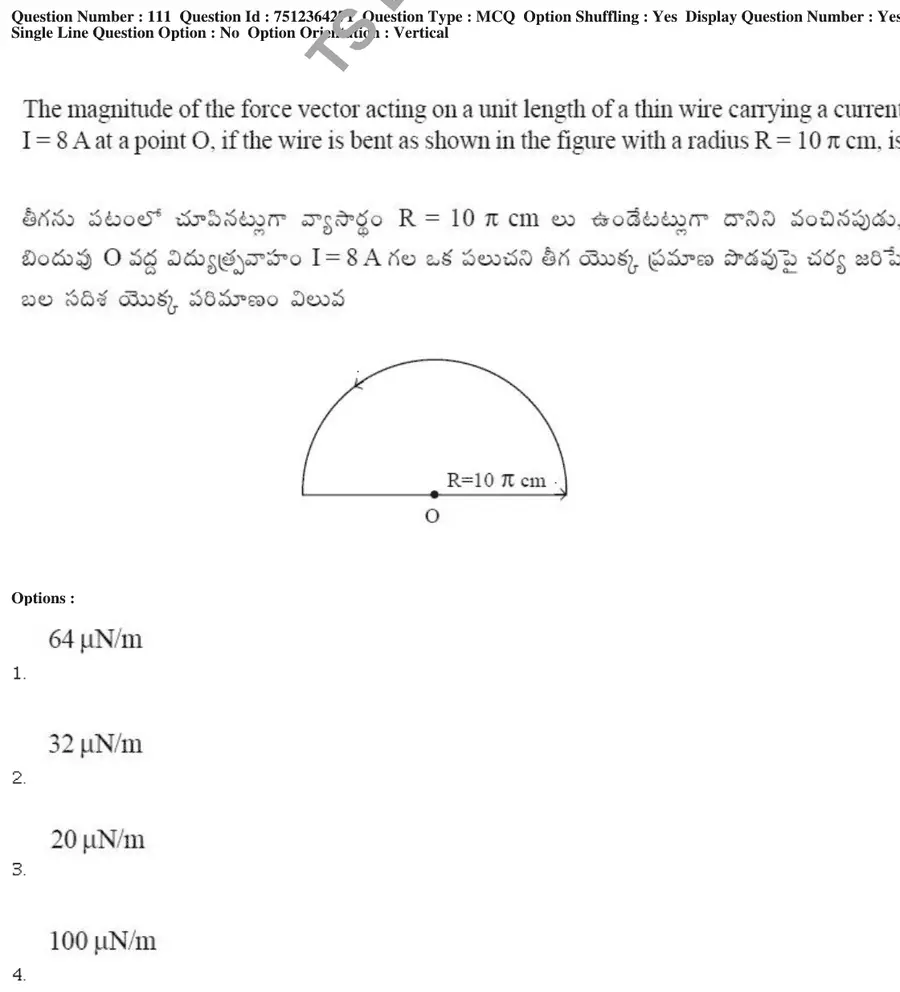 Question Number : 111 Question Id : Question Type : MCQ Option Shuffling : Yes Display Question Number : Yes
Single Line Question Option : No Option : Vertical
The magnitude of the force vector acting on a unit length of a thin wire carrying a current
I = 8 A at a point O, if the wire is bent as shown in the figure with a radius R = 10 π cm, is
తీగను పటంలో చూపినట్లుగా వ్యాసార్థం R = 10 π cm లు ఉండేటట్లుగా దానిని వంచినపుడు,
బిందువు O వద్ద విద్యుత్ప్రవాహం I = 8 A గల ఒక పలుచని తీగ యొక్క ప్రమాణ పొడవుపై చర్య జరిపే
బల సదిశ యొక్క పరిమాణం విలువ
R=10 π cm
O
Options :
64 μN/m
1.
32 μN/m
2.
20 μN/m
3.
100 μN/m
4.